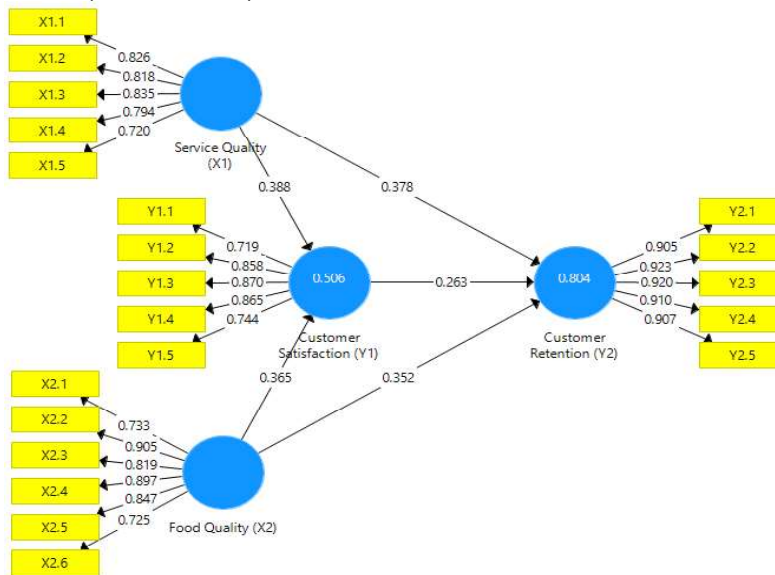 X1.1
X1.2
X1.3
X1.4
X1.5
0.826
0.818
0.835
0.794
0.720
Service Quality
(X1)
0.388
0.378
Y1.1
Y1.2
Y1.3
Y1.4
Y1.5
0.719
0.858
0.870
0.865
0.744
0.506
Customer
Satisfaction (Y1)
0.263
0.804
Customer
Retention (Y2)
0.905
0.923
0.920
0.910
0.907
Y2.1
Y2.2
Y2.3
Y2.4
Y2.5
0.365
0.352
X2.1
X2.2
X2.3
X2.4
X2.5
X2.6
0.733
0.905
0.819
0.897
0.847
0.725
Food Quality (X2)